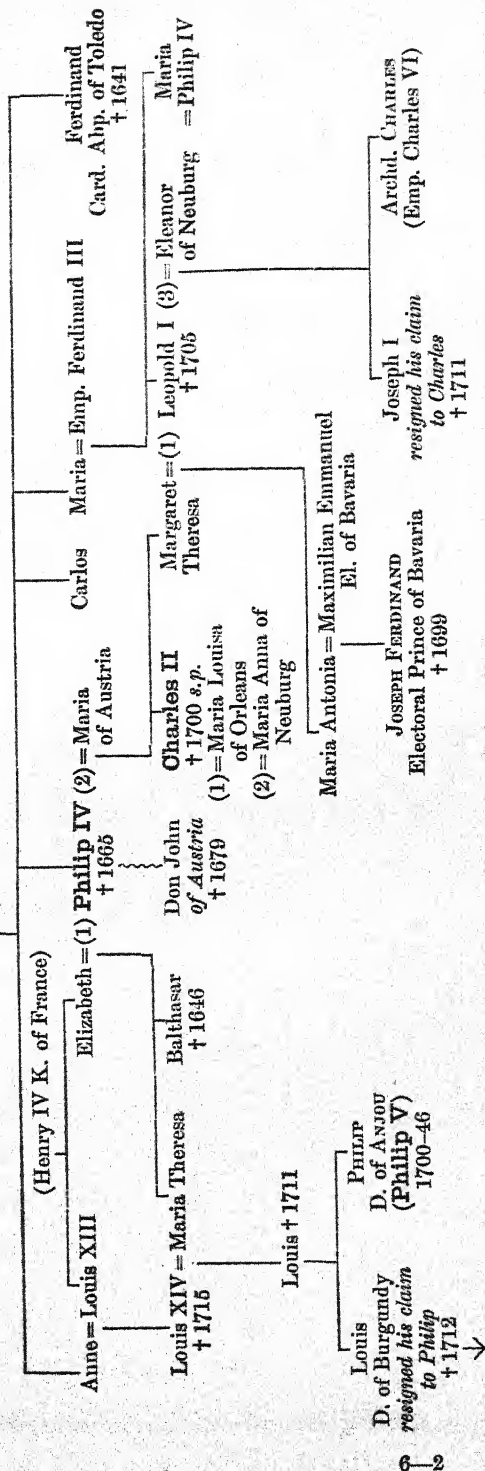 (Henry IV K. of France)
Anne=Louis XIII
Elizabeth=(1) Philip IV (2)=Maria
†1665
of Austria
Carlos
Maria=Emp. Ferdinand III
Ferdinand
Card. Abp. of Toledo
†1641
Louis XIV=Maria Theresa
†1715
Balthasar
†1646
Don John
of Austria
†1679
Charles II
†1700 s.p.
(1)=Maria Louisa
of Orleans
(2)=Maria Anna of
Neuburg
Margaret=(1) Leopold I (3)=Eleanor
Theresa
†1705
of Neuburg
Maria
=Philip IV
Louis †1711
Maria Antonia=Maximilian Emmanuel
El. of Bavaria
Louis
D. of Burgundy
resigned his claim
to Philip
†1712
PHILIP
D. of ANJOU
(Philip V)
1700–46
JOSEPH FERDINAND
Electoral Prince of Bavaria
†1699
Joseph I
resigned his claim
to Charles
†1711
Archd. CHARLES
(Emp. Charles VI)
6—2